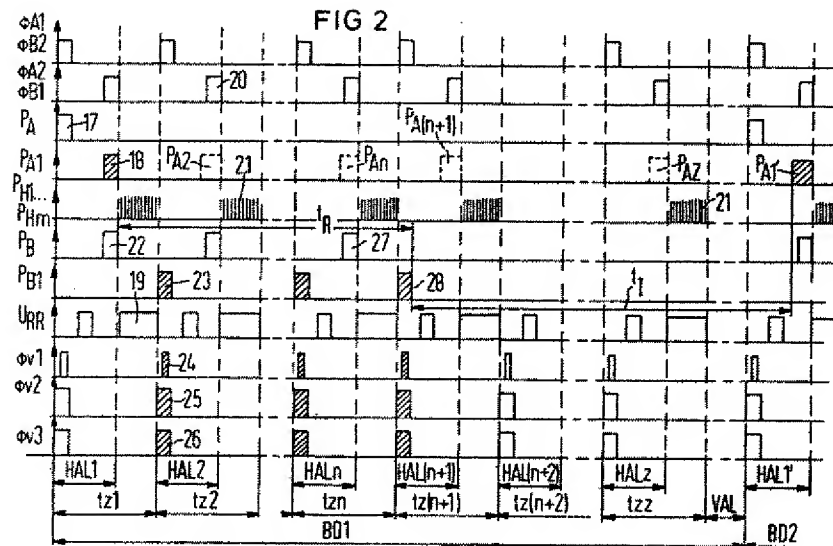 FIG 2
ΦA1
ΦB2
ΦA2
ΦB1 20
PA 17 PA(n+1)
PA1 18 PA2 PAn PAZ PA1'
PH1...
PHm 21 tR 21
PB 22 27
PB1 23 28 tI
URR 19
Φv1 24
Φv2 25
Φv3 26
HAL1 HAL2 HALn HAL(n+1) HAL(n+2) HALz HAL1'
tz1 tz2 tzn tz(n+1) tz(n+2) tzz VAL
BD1 BD2